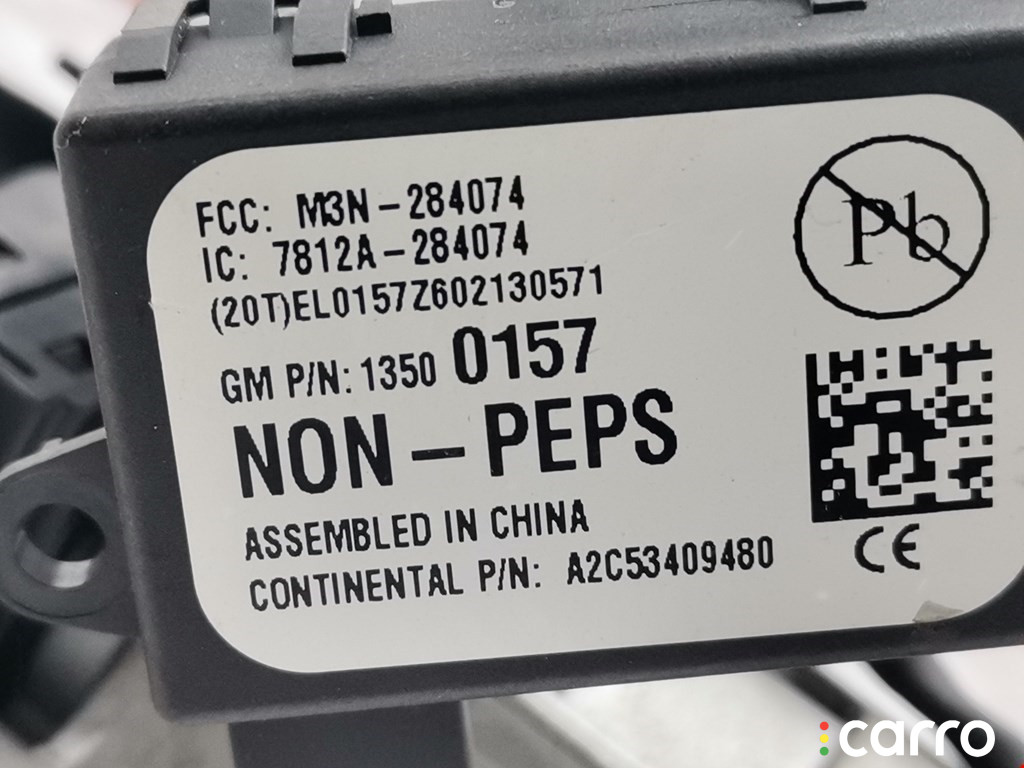 FCC: M3N-284074
IC: 7812A-284074
(20T)EL0157Z602130571
GM P/N: 1350 0157
NON-PEPS
ASSEMBLED IN CHINA
CONTINENTAL P/N: A2C53409480
Pb
CE
carro